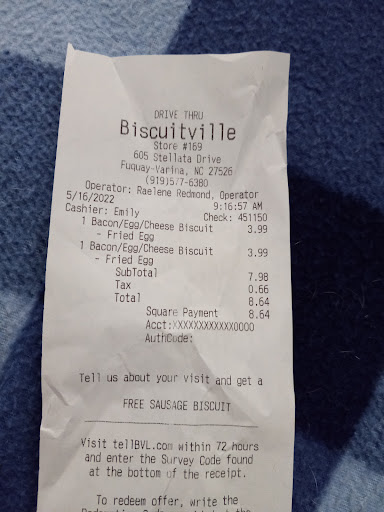 DRIVE THRU
Biscuitville
Store #169
605 Stellata Drive
Fuquay-Varina, NC 27526
(919)577-6380
Operator: Raelene Redmond, Operator
5/16/2022 9:16:57 AM
Cashier: Emily Check: 451150
1 Bacon/Egg/Cheese Biscuit 3.99
- Fried Egg
1 Bacon/Egg/Cheese Biscuit 3.99
- Fried Egg
SubTotal 7.98
Tax 0.66
Total 8.64
Square Payment 8.64
Acct:XXXXXXXXXXXX0000
AuthCode:
Tell us about your visit and get a
FREE SAUSAGE BISCUIT
Visit tellBVL.com within 72 hours
and enter the Survey Code found
at the bottom of the receipt.
To redeem offer, write the